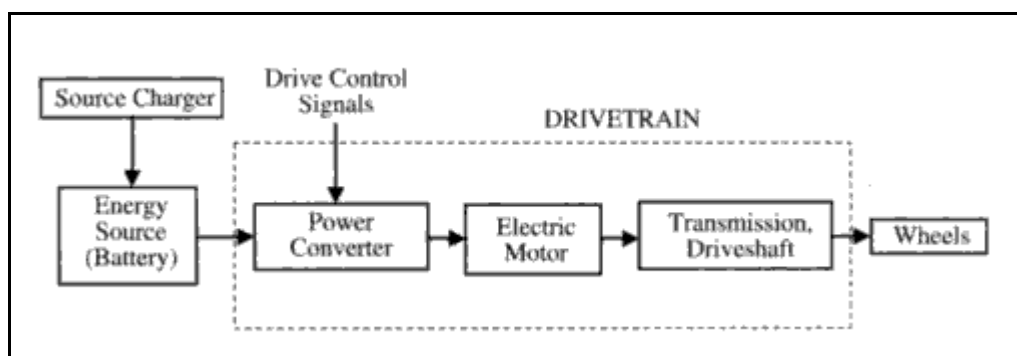 Source Charger
Drive Control
Signals
DRIVETRAIN
Energy
Source
(Battery)
Power
Converter
Electric
Motor
Transmission,
Driveshaft
Wheels